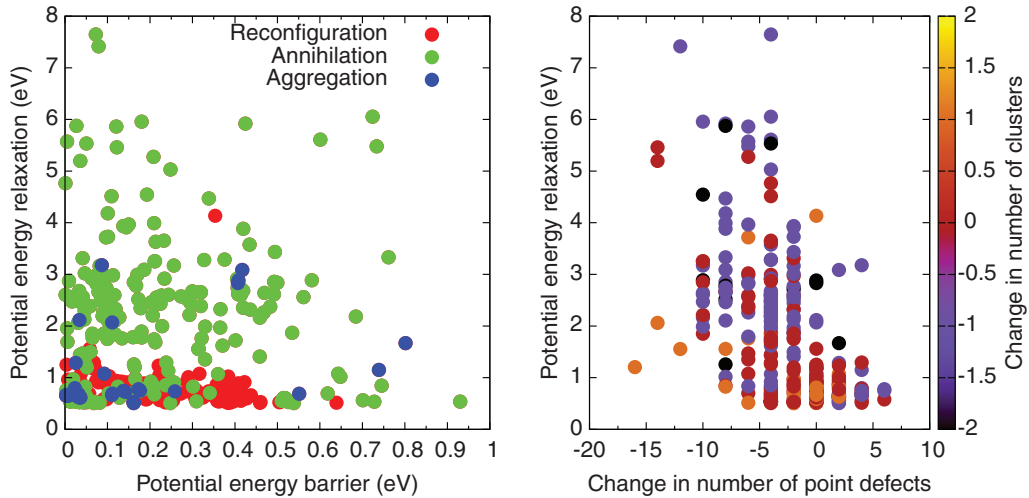 Reconfiguration
Annihilation
Aggregation
Potential energy relaxation (eV)
8
7
6
5
4
3
2
1
0
0 0.1 0.2 0.3 0.4 0.5 0.6 0.7 0.8 0.9 1
Potential energy barrier (eV)
Potential energy relaxation (eV)
8
7
6
5
4
3
2
1
0
-20 -15 -10 -5 0 5 10
Change in number of point defects
2
1.5
1
0.5
0
-0.5
-1
-1.5
-2
Change in number of clusters